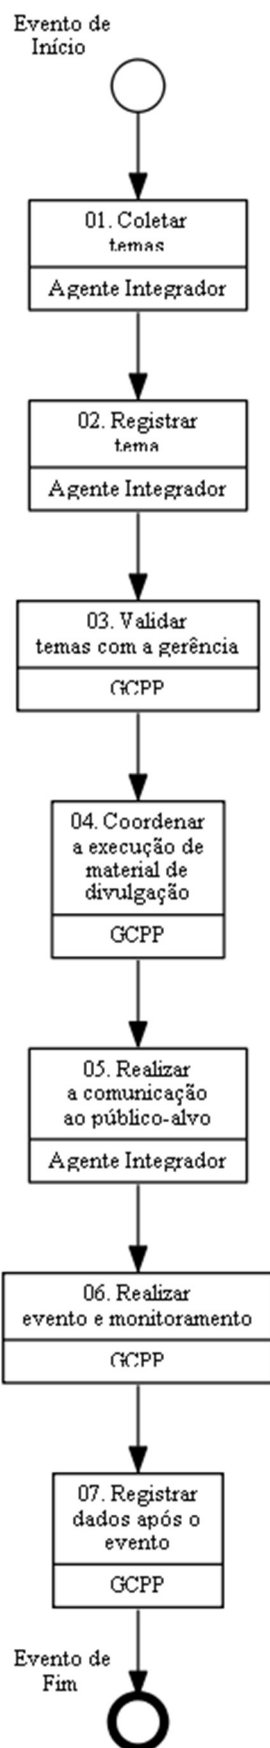 Evento de
Início
01. Coletar
temas
Agente Integrador
02. Registrar
tema
Agente Integrador
03. Validar
temas com a gerência
GCPP
04. Coordenar
a execução de
material de
divulgação
GCPP
05. Realizar
a comunicação
ao público-alvo
Agente Integrador
06. Realizar
evento e monitoramento
GCPP
07. Registrar
dados após o
evento
GCPP
Evento de
Fim